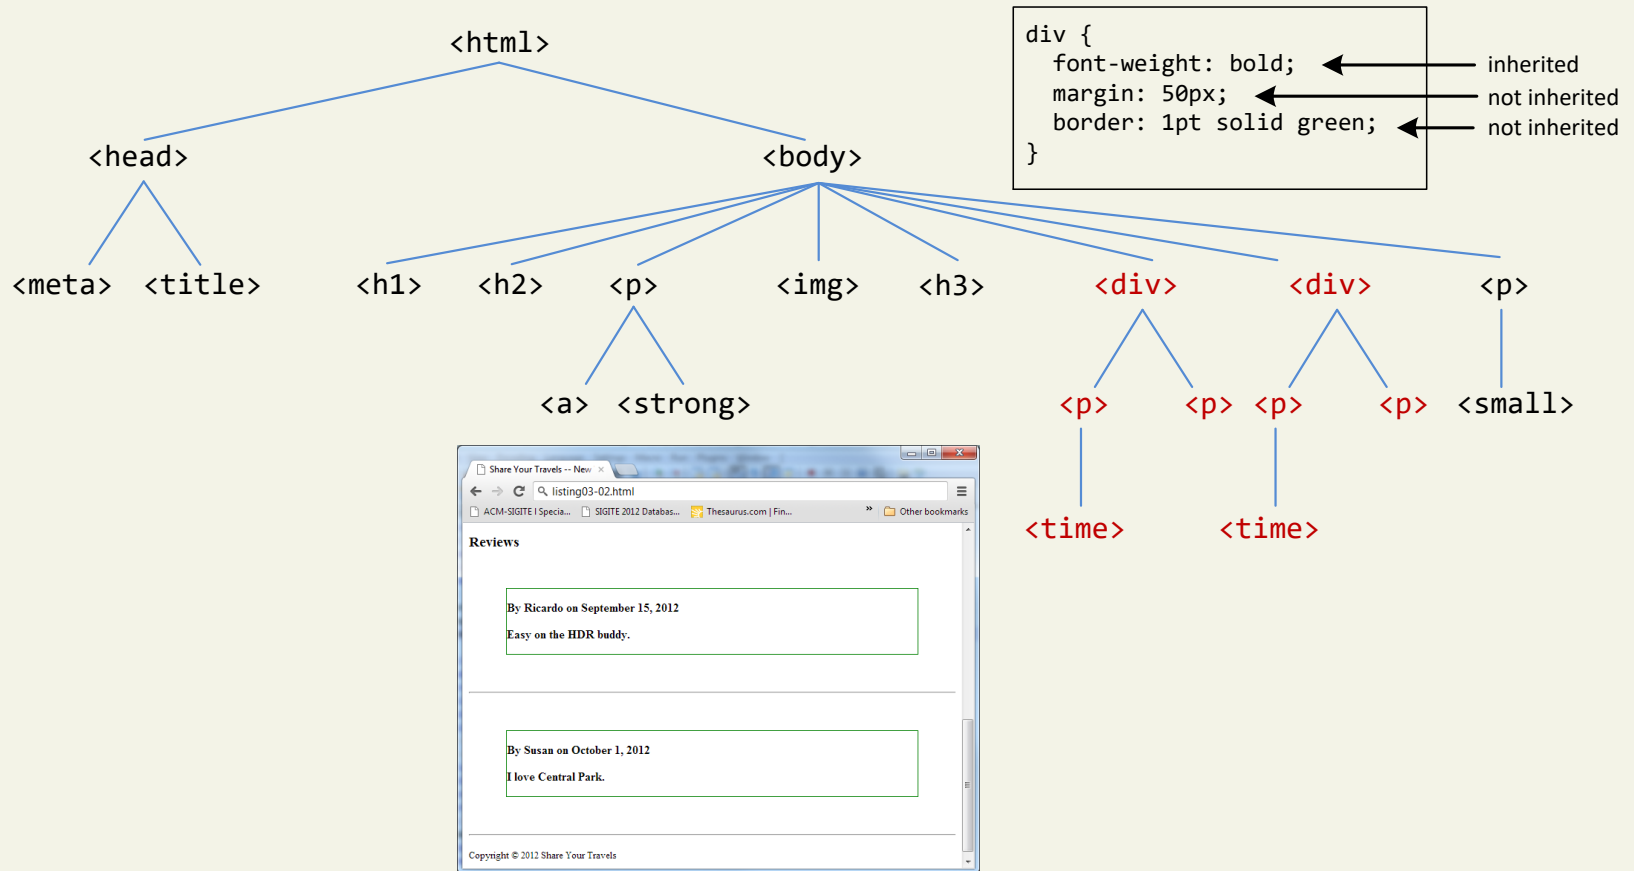 <html>
div {
font-weight: bold;
margin: 50px;
border: 1pt solid green;
}
inherited
not inherited
not inherited
<head>
<body>
<meta> <title> <h1> <h2> <p> <img> <h3> <div> <div> <p>
<a> <strong> <p> <p> <p> <p> <small>
<time> <time>
Share Your Travels -- New
listing03-02.html
ACM-SIGITE I Specia... SIGITE 2012 Databas... Thesaurus.com | Fin... » Other bookmarks
Reviews
By Ricardo on September 15, 2012
Easy on the HDR buddy.
By Susan on October 1, 2012
I love Central Park.
Copyright © 2012 Share Your Travels